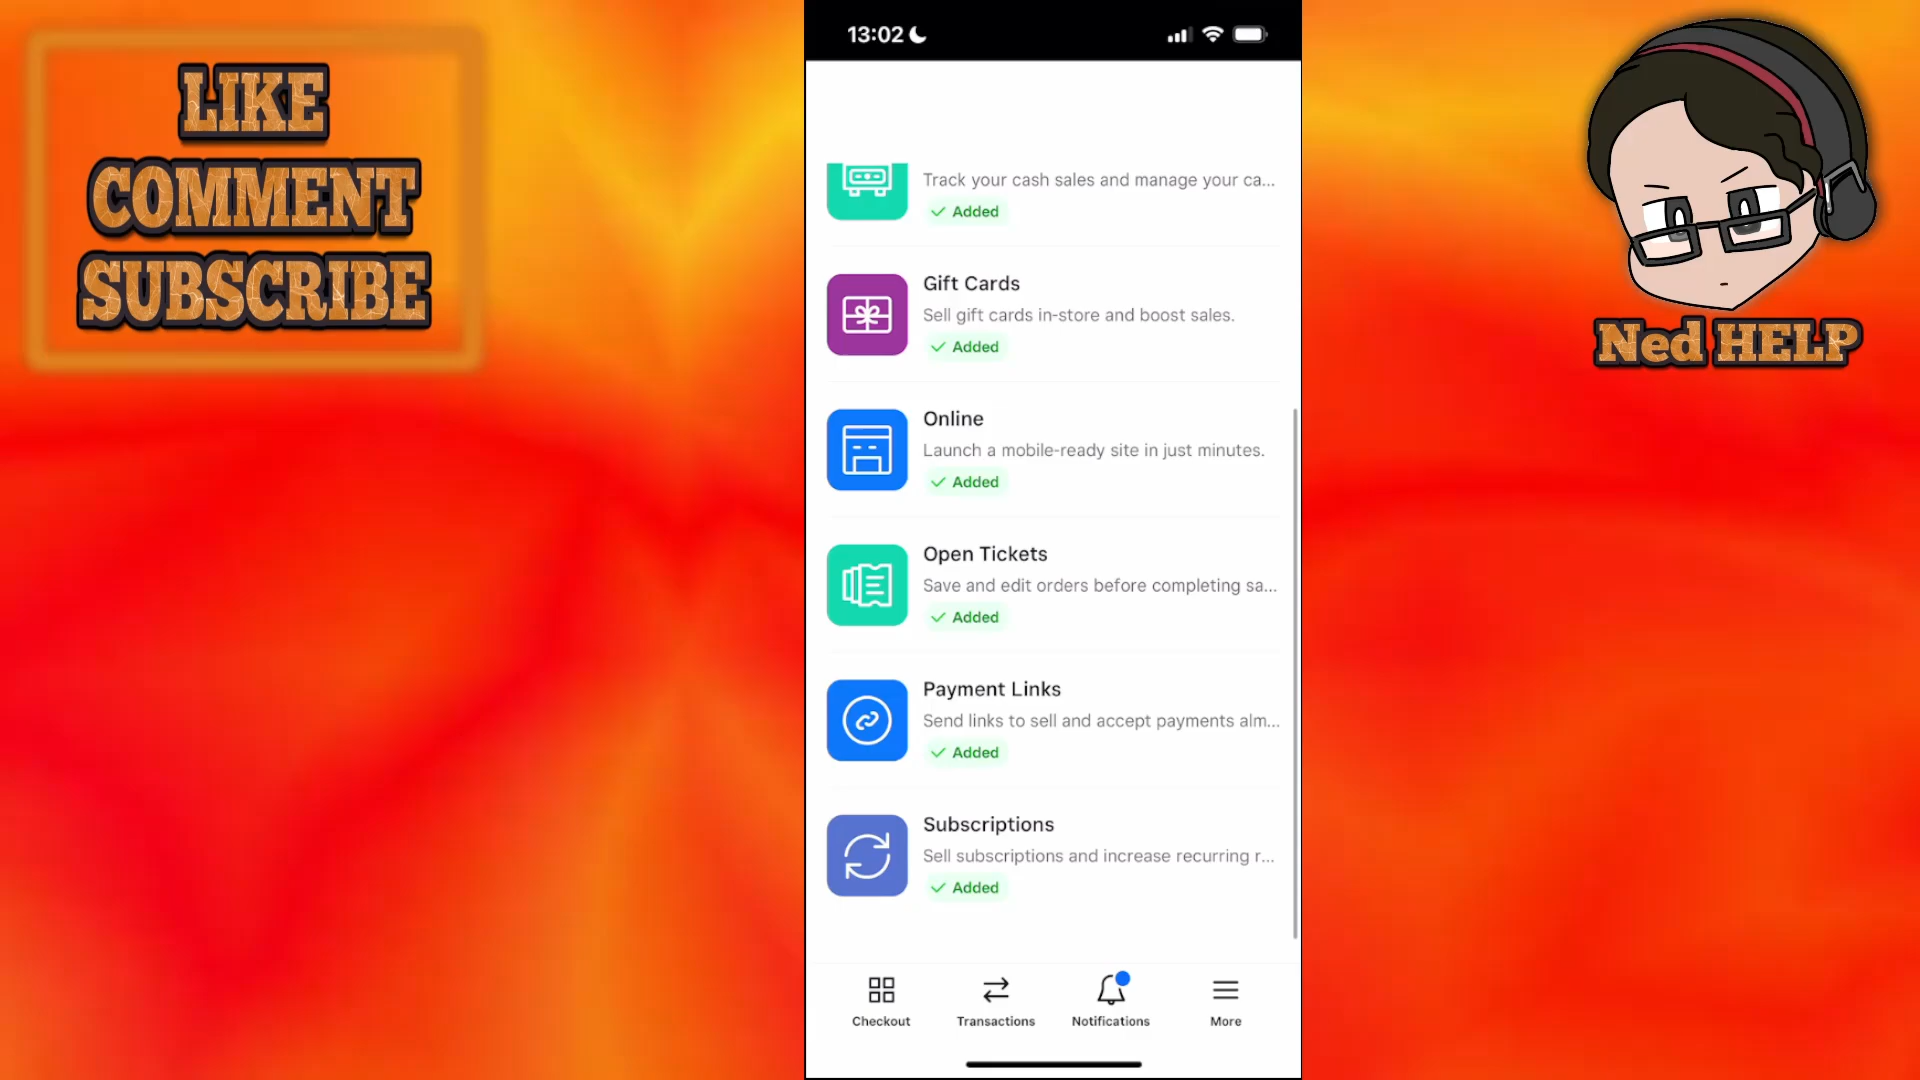 LIKE
COMMENT
SUBSCRIBE
13:02
Track your cash sales and manage your ca...
Added
Gift Cards
Sell gift cards in-store and boost sales.
Added
Online
Launch a mobile-ready site in just minutes.
Added
Open Tickets
Save and edit orders before completing sa...
Added
Payment Links
Send links to sell and accept payments alm...
Added
Subscriptions
Sell subscriptions and increase recurring r...
Added
Checkout
Transactions
Notifications
More
Ned HELP